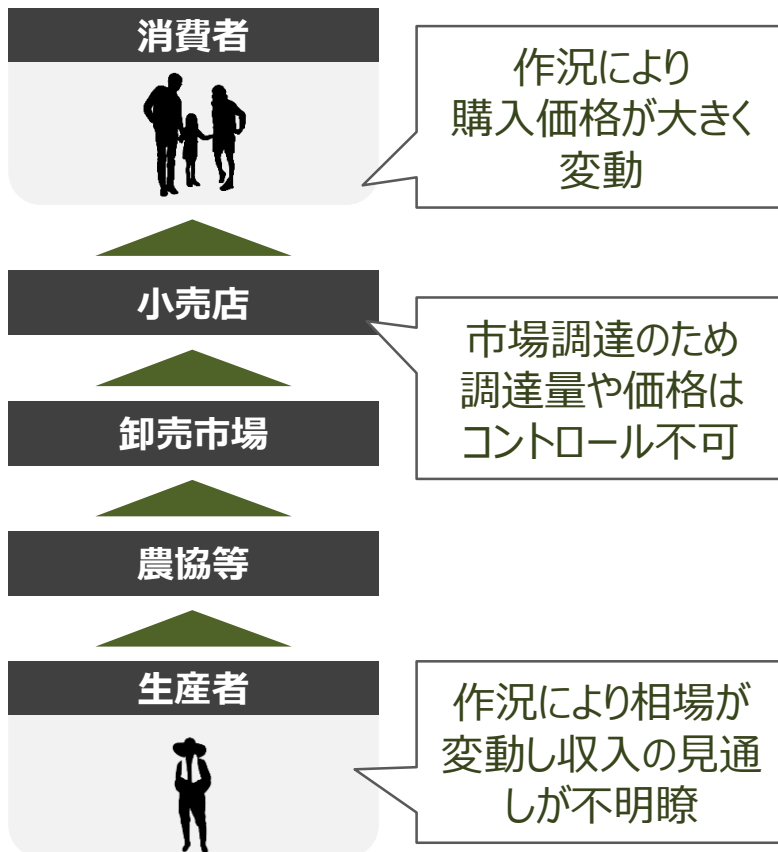 消費者
作況により
購入価格が大きく
変動
小売店
市場調達のため
調達量や価格は
コントロール不可
卸売市場
農協等
生産者
作況により相場が
変動し収入の見通
しが不明瞭